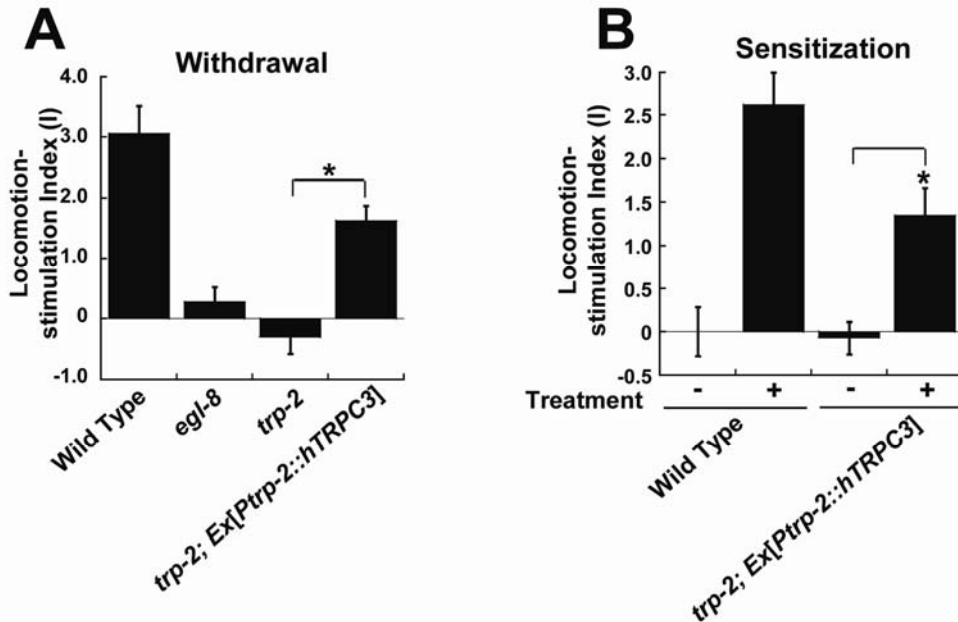 A
Withdrawal
Locomotion-
stimulation Index (I)
4.0
3.0
2.0
1.0
0
-1.0
*
Wild Type
egl-8
trp-2
trp-2; Ex[Ptrp-2::hTRPC3]
B
Sensitization
Locomotion-
stimulation Index (I)
3.0
2.5
2.0
1.5
1.0
0.5
0
-0.5
*
Treatment - + - +
Wild Type
trp-2; Ex[Ptrp-2::hTRPC3]